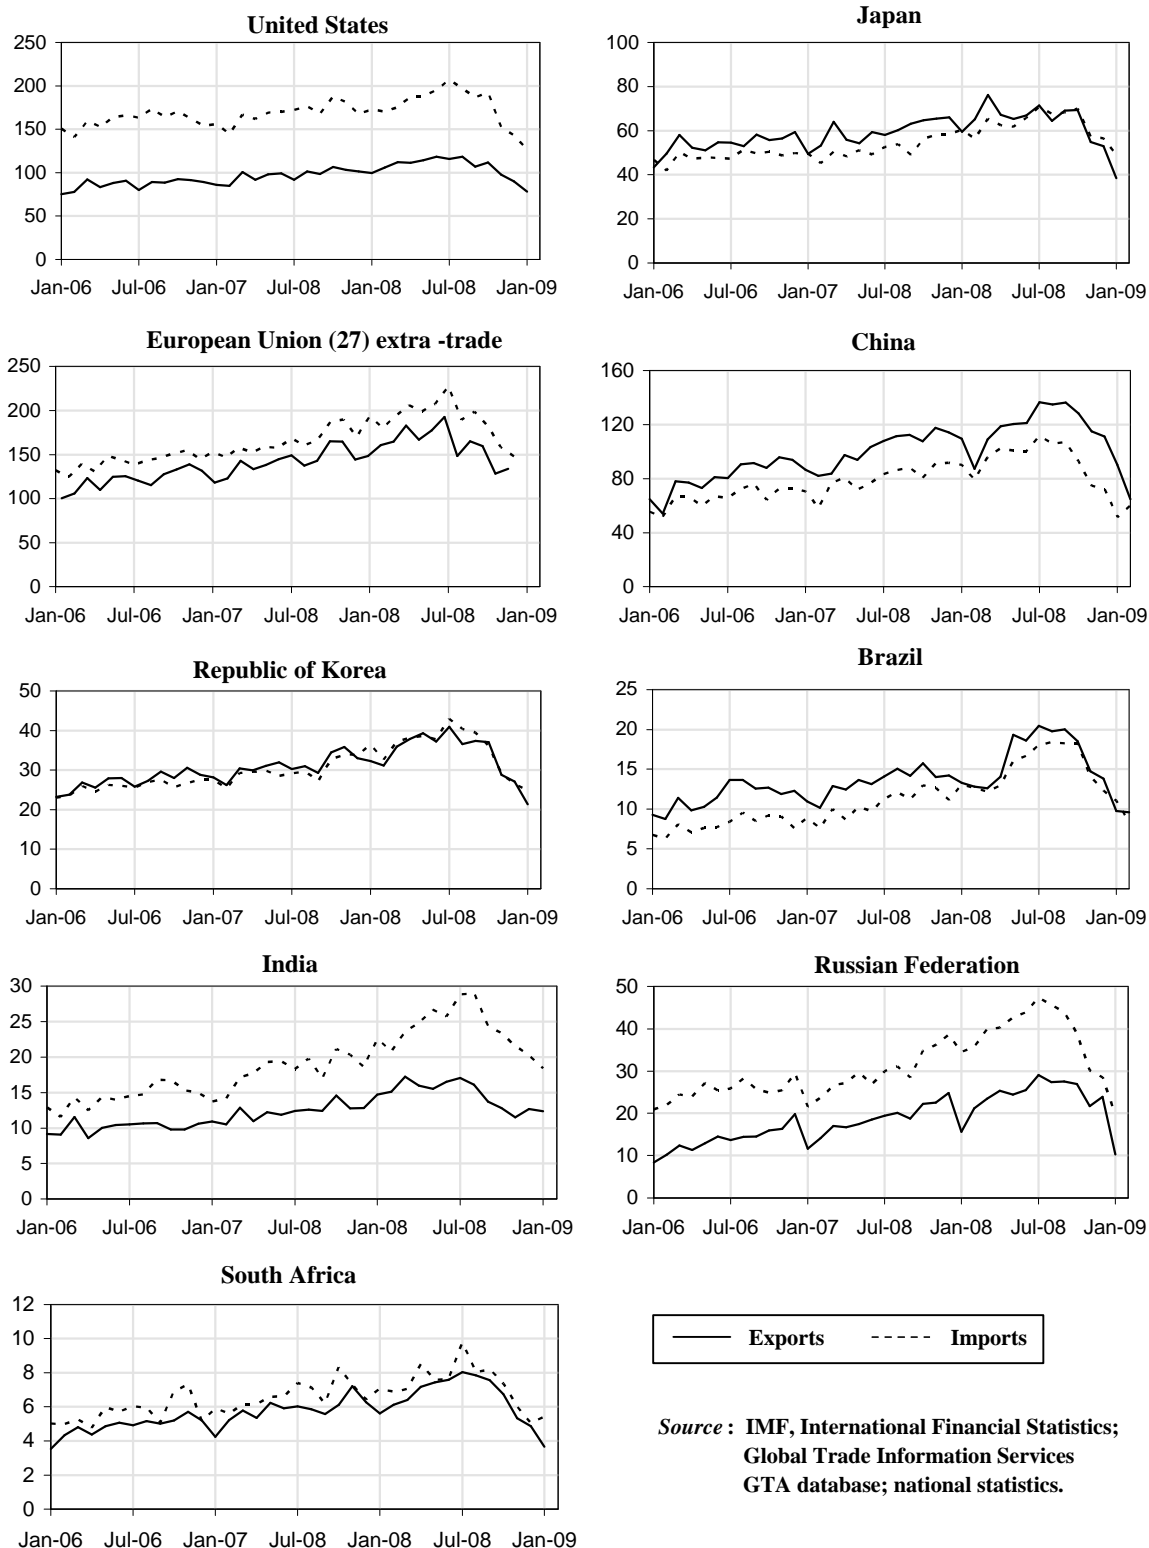 United States
250
200
150
100
50
0
Jan-06 Jul-06 Jan-07 Jul-08 Jan-08 Jul-08 Jan-09
Japan
100
80
60
40
20
0
Jan-06 Jul-06 Jan-07 Jul-08 Jan-08 Jul-08 Jan-09
European Union (27) extra -trade
250
200
150
100
50
0
Jan-06 Jul-06 Jan-07 Jul-08 Jan-08 Jul-08 Jan-09
China
160
120
80
40
0
Jan-06 Jul-06 Jan-07 Jul-08 Jan-08 Jul-08 Jan-09
Republic of Korea
50
40
30
20
10
0
Jan-06 Jul-06 Jan-07 Jul-08 Jan-08 Jul-08 Jan-09
Brazil
25
20
15
10
5
0
Jan-06 Jul-06 Jan-07 Jul-08 Jan-08 Jul-08 Jan-09
India
30
25
20
15
10
5
0
Jan-06 Jul-06 Jan-07 Jul-08 Jan-08 Jul-08 Jan-09
Russian Federation
50
40
30
20
10
0
Jan-06 Jul-06 Jan-07 Jul-08 Jan-08 Jul-08 Jan-09
South Africa
12
10
8
6
4
2
0
Jan-06 Jul-06 Jan-07 Jul-08 Jan-08 Jul-08 Jan-09
Exports Imports
Source : IMF, International Financial Statistics;
Global Trade Information Services
GTA database; national statistics.